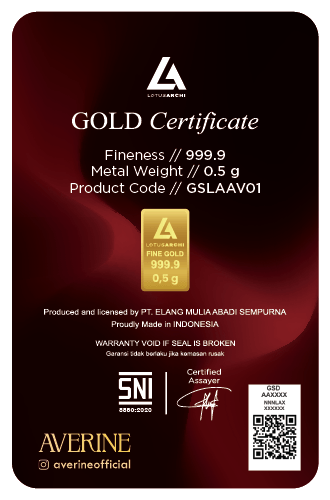 LOTUSARCHI
GOLD Certificate
Fineness // 999.9
Metal Weight // 0.5 g
Product Code // GSLAAV01
LOTUSARCHI
FINE GOLD
999.9
0,5 g
Produced and licensed by PT. ELANG MULIA ABADI SEMPURNA
Proudly Made in INDONESIA
WARRANTY VOID IF SEAL IS BROKEN
Garansi tidak berlaku jika kemasan rusak
SNI
8880:2020
Certified
Assayer
GSD
AAXXXX
NNNLAX
XXXXXX
AVERINE
averineofficial